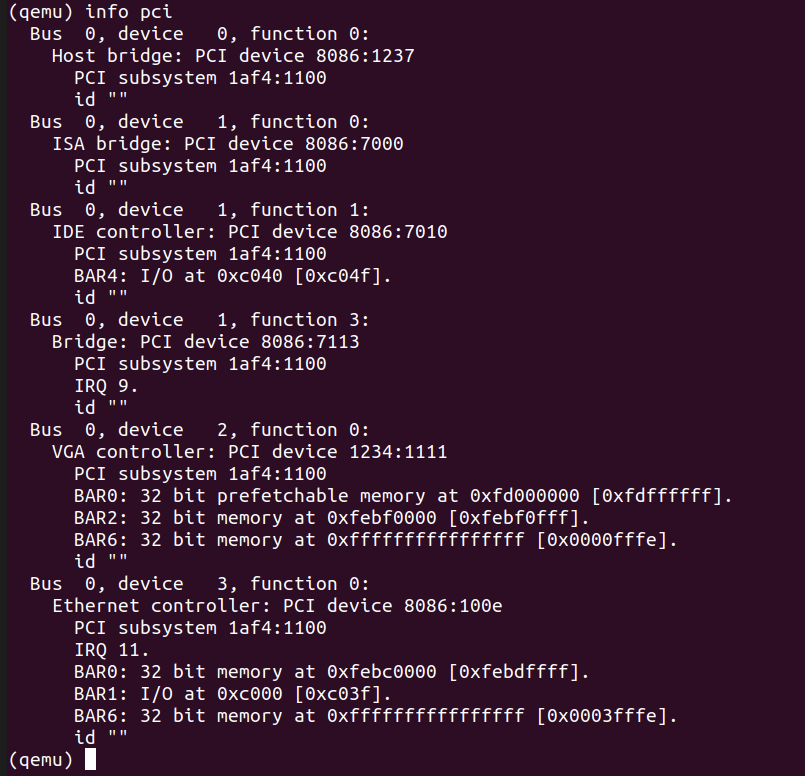 (qemu) info pci
  Bus  0, device   0, function 0:
    Host bridge: PCI device 8086:1237
      PCI subsystem 1af4:1100
      id ""
  Bus  0, device   1, function 0:
    ISA bridge: PCI device 8086:7000
      PCI subsystem 1af4:1100
      id ""
  Bus  0, device   1, function 1:
    IDE controller: PCI device 8086:7010
      PCI subsystem 1af4:1100
      BAR4: I/O at 0xc040 [0xc04f].
      id ""
  Bus  0, device   1, function 3:
    Bridge: PCI device 8086:7113
      PCI subsystem 1af4:1100
      IRQ 9.
      id ""
  Bus  0, device   2, function 0:
    VGA controller: PCI device 1234:1111
      PCI subsystem 1af4:1100
      BAR0: 32 bit prefetchable memory at 0xfd000000 [0xfdffffff].
      BAR2: 32 bit memory at 0xfebf0000 [0xfebf0fff].
      BAR6: 32 bit memory at 0xffffffffffffffff [0x0000fffe].
      id ""
  Bus  0, device   3, function 0:
    Ethernet controller: PCI device 8086:100e
      PCI subsystem 1af4:1100
      IRQ 11.
      BAR0: 32 bit memory at 0xfebc0000 [0xfebdffff].
      BAR1: I/O at 0xc000 [0xc03f].
      BAR6: 32 bit memory at 0xffffffffffffffff [0x0003fffe].
      id ""
(qemu)